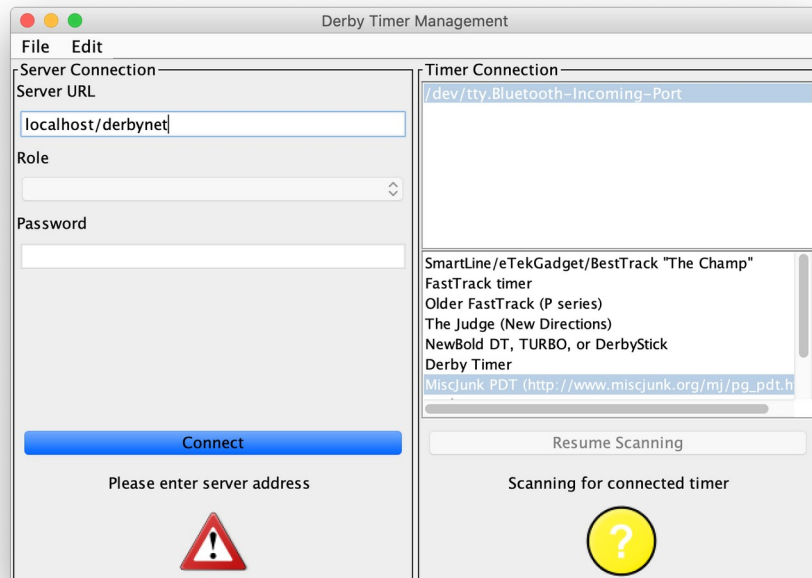 Derby Timer Management
File Edit
Server Connection
Server URL
localhost/derbynet
Role
Password
Connect
Please enter server address
Timer Connection
/dev/tty.Bluetooth-Incoming-Port
SmartLine/eTekGadget/BestTrack "The Champ"
FastTrack timer
Older FastTrack (P series)
The Judge (New Directions)
NewBold DT, TURBO, or DerbyStick
Derby Timer
MiscJunk PDT (http://www.miscjunk.org/mj/pg_pdt.h
Resume Scanning
Scanning for connected timer
?